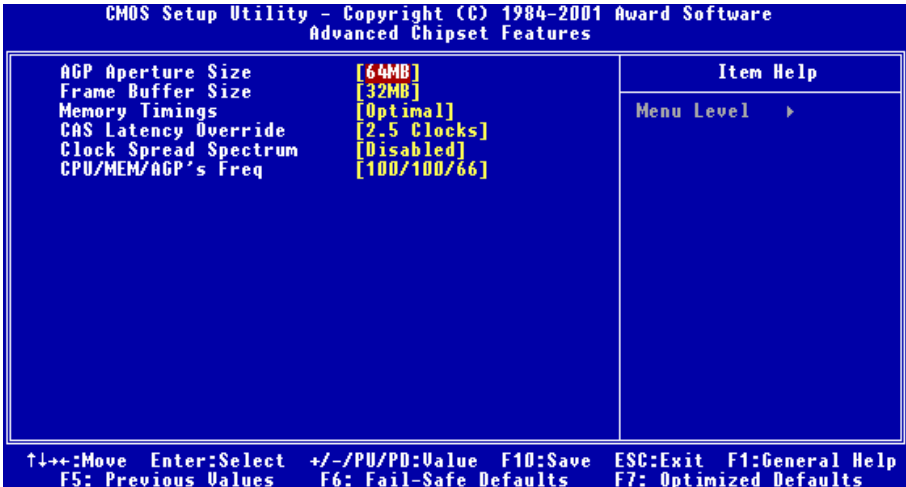 CMOS Setup Utility - Copyright (C) 1984-2001 Award Software
Advanced Chipset Features
AGP Aperture Size [64MB]
Frame Buffer Size [32MB]
Memory Timings [Optimal]
CAS Latency Override [2.5 Clocks]
Clock Spread Spectrum [Disabled]
CPU/MEM/AGP's Freq [100/100/66]
Item Help
Menu Level ▸
↑↓→←:Move Enter:Select +/-/PU/PD:Value F10:Save ESC:Exit F1:General Help
F5: Previous Values F6: Fail-Safe Defaults F7: Optimized Defaults